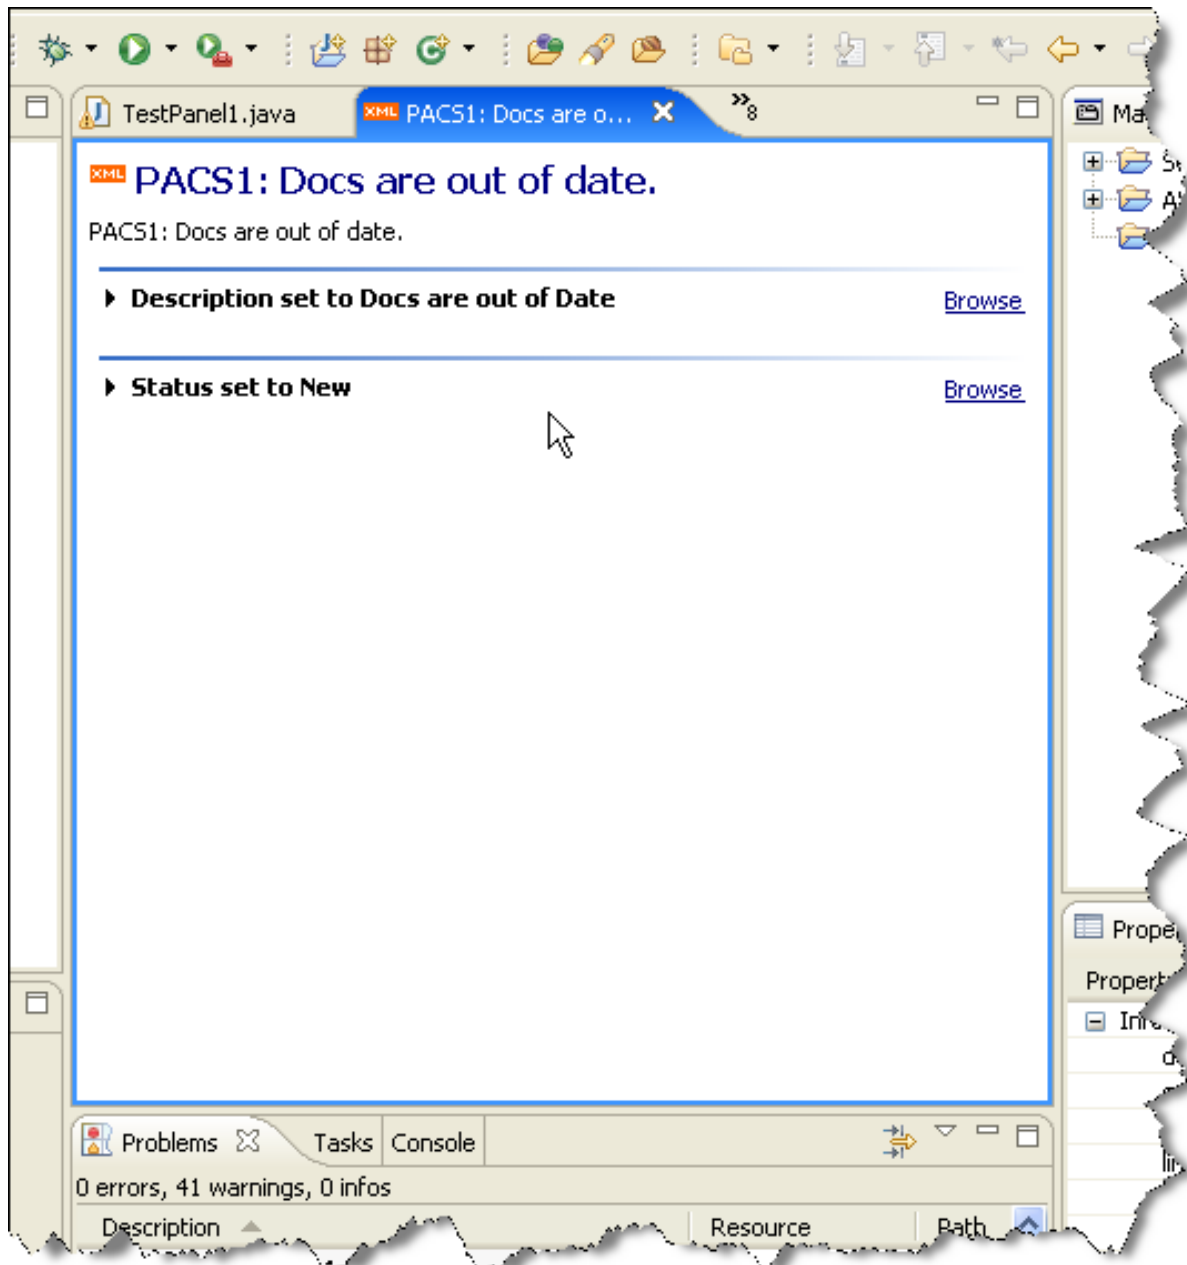 TestPanel1.java
XML PACS1: Docs are o...
»8
XML PACS1: Docs are out of date.
PACS1: Docs are out of date.
Description set to Docs are out of Date
Browse
Status set to New
Browse
Problems
Tasks
Console
0 errors, 41 warnings, 0 infos
Description
Resource
Path